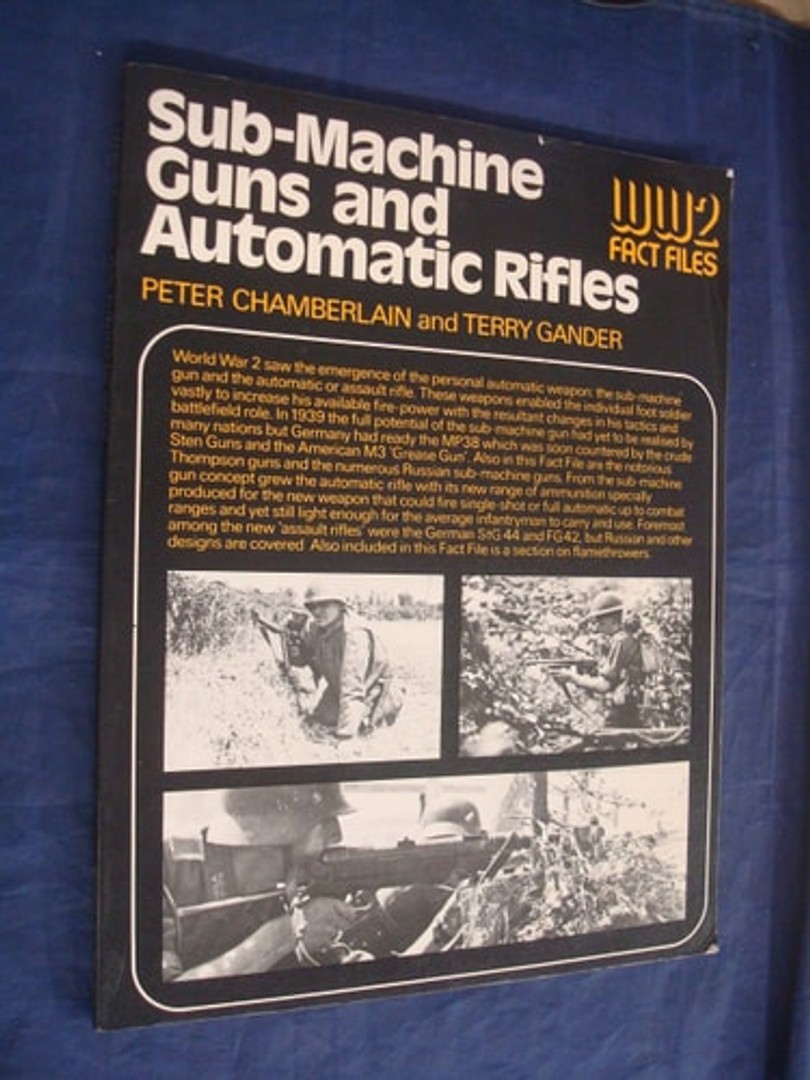 Sub-Machine
Guns and
Automatic Rifles
WW2
FACT FILES
PETER CHAMBERLAIN and TERRY GANDER
World War 2 saw the emergence of the personal automatic weapon: the sub-machine
gun and the automatic or assault rifle. These weapons enabled the individual foot soldier
vastly to increase his available fire-power with the resultant changes in his tactics and
battlefield role. In 1939 the full potential of the sub-machine gun had yet to be realised by
many nations but Germany had ready the MP38 which was soon countered by the crude
Sten Guns and the American M3 'Grease Gun'. Also in this Fact File are the notorious
Thompson guns and the numerous Russian sub-machine guns. From the sub-machine
gun concept grew the automatic rifle with its new range of ammunition specially
produced for the new weapon that could fire single-shot or full automatic up to combat
ranges and yet still light enough for the average infantryman to carry and use. Foremost
among the new 'assault rifles' were the German StG 44 and FG42, but Russian and other
designs are covered. Also included in this Fact File is a section on flamethrowers.